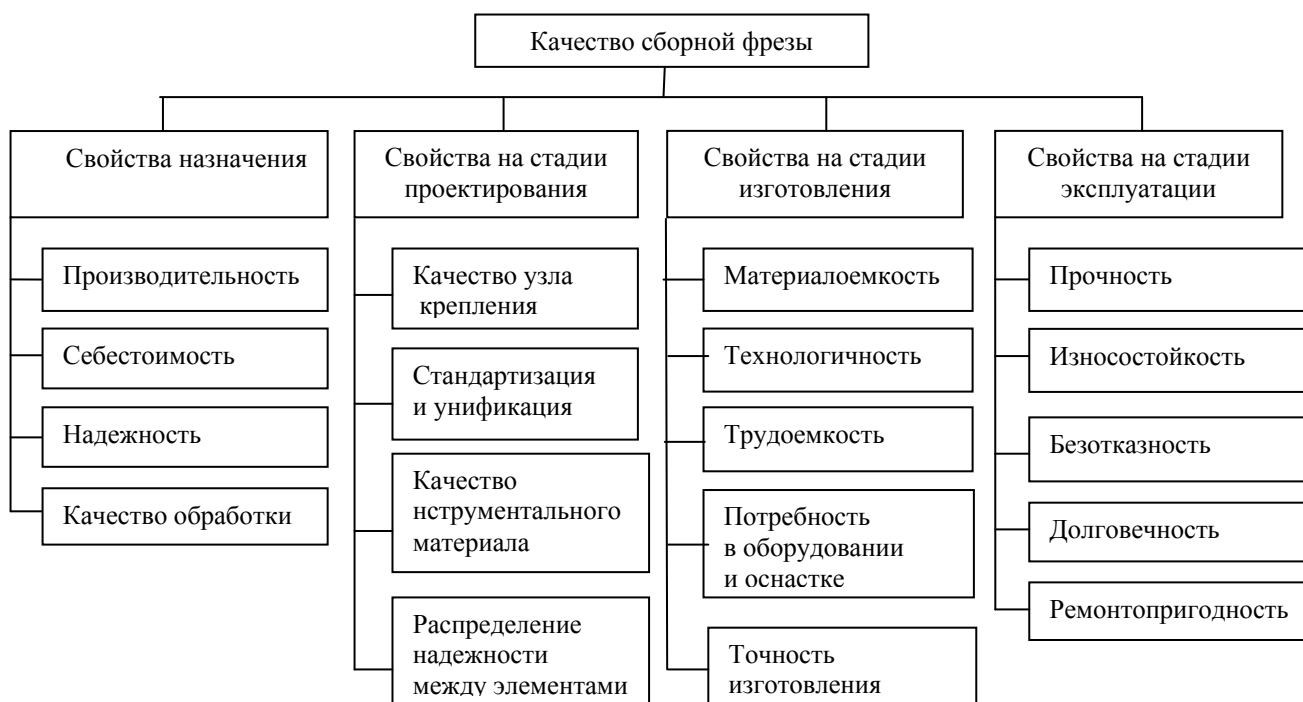 Качество сборной фрезы
Свойства назначения
Производительность
Себестоимость
Надежность
Качество обработки
Свойства на стадии
проектирования
Качество узла
крепления
Стандартизация
и унификация
Качество
нструментального
материала
Распределение
надежности
между элементами
Свойства на стадии
изготовления
Материалоемкость
Технологичность
Трудоемкость
Потребность
в оборудовании
и оснастке
Точность
изготовления
Свойства на стадии
эксплуатации
Прочность
Износостойкость
Безотказность
Долговечность
Ремонтопригодность